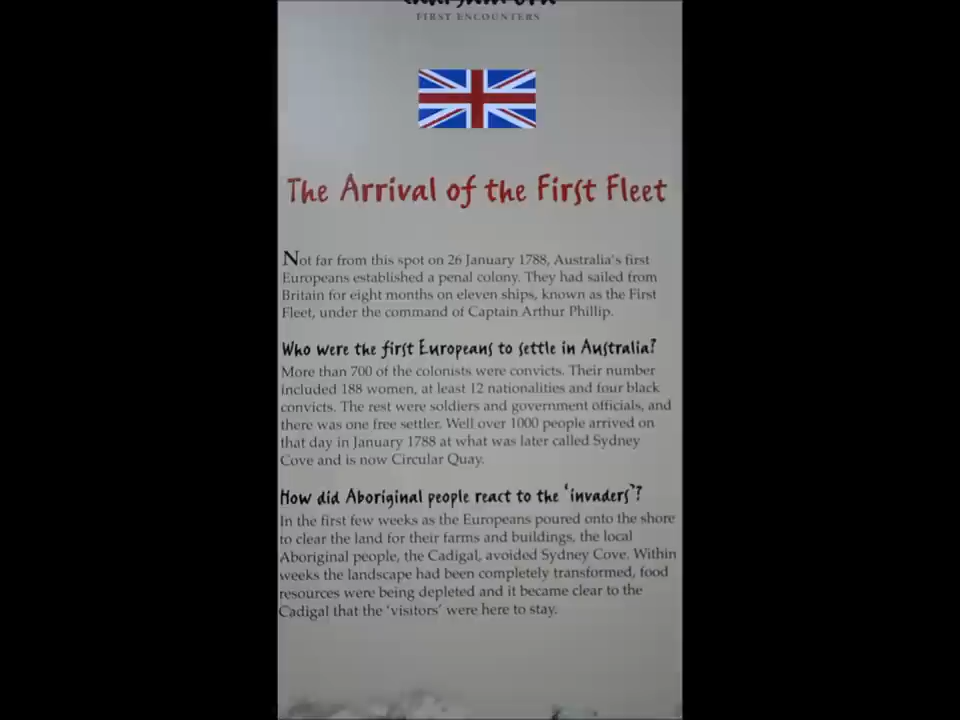 FIRST ENCOUNTERS
The Arrival of the First Fleet
Not far from this spot on 26 January 1788, Australia's first
Europeans established a penal colony. They had sailed from
Britain for eight months on eleven ships, known as the First
Fleet, under the command of Captain Arthur Phillip.
Who were the first Europeans to settle in Australia?
More than 700 of the colonists were convicts. Their number
included 188 women, at least 12 nationalities and four black
convicts. The rest were soldiers and government officials, and
there was one free settler. Well over 1000 people arrived on
that day in January 1788 at what was later called Sydney
Cove and is now Circular Quay.
How did Aboriginal people react to the 'invaders'?
In the first few weeks as the Europeans poured onto the shore
to clear the land for their farms and buildings, the local
Aboriginal people, the Cadigal, avoided Sydney Cove. Within
weeks the landscape had been completely transformed, food
resources were being depleted and it became clear to the
Cadigal that the 'visitors' were here to stay.